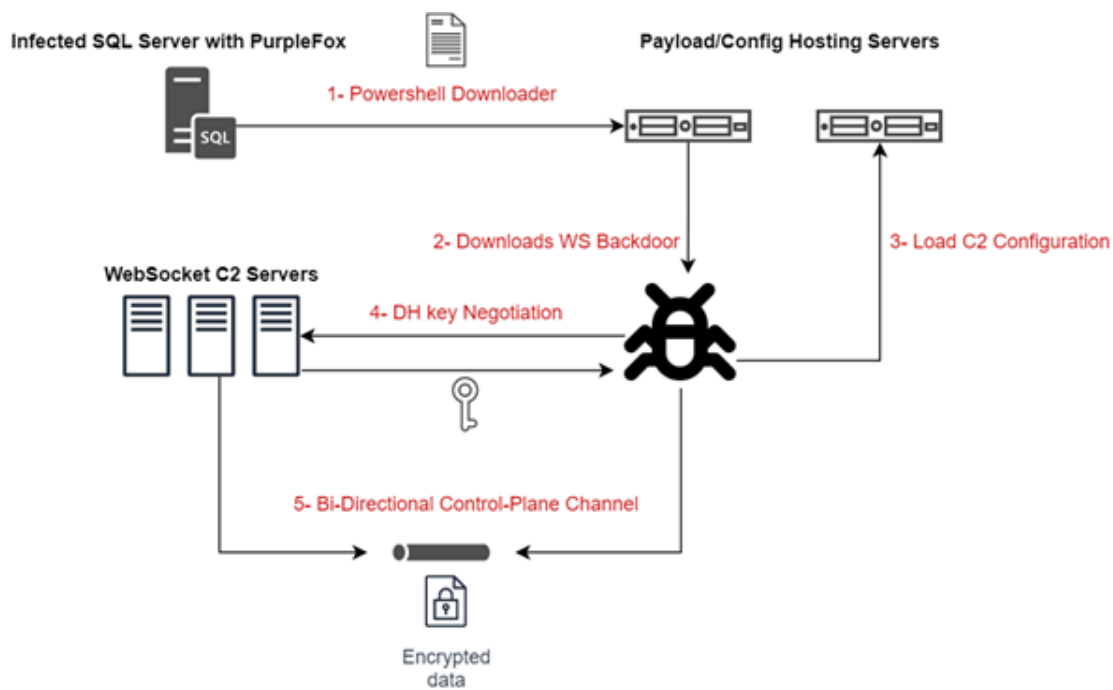 Infected SQL Server with PurpleFox
Payload/Config Hosting Servers
1- Powershell Downloader
SQL
2- Downloads WS Backdoor
3- Load C2 Configuration
WebSocket C2 Servers
4- DH key Negotiation
5- Bi-Directional Control-Plane Channel
Encrypted
data